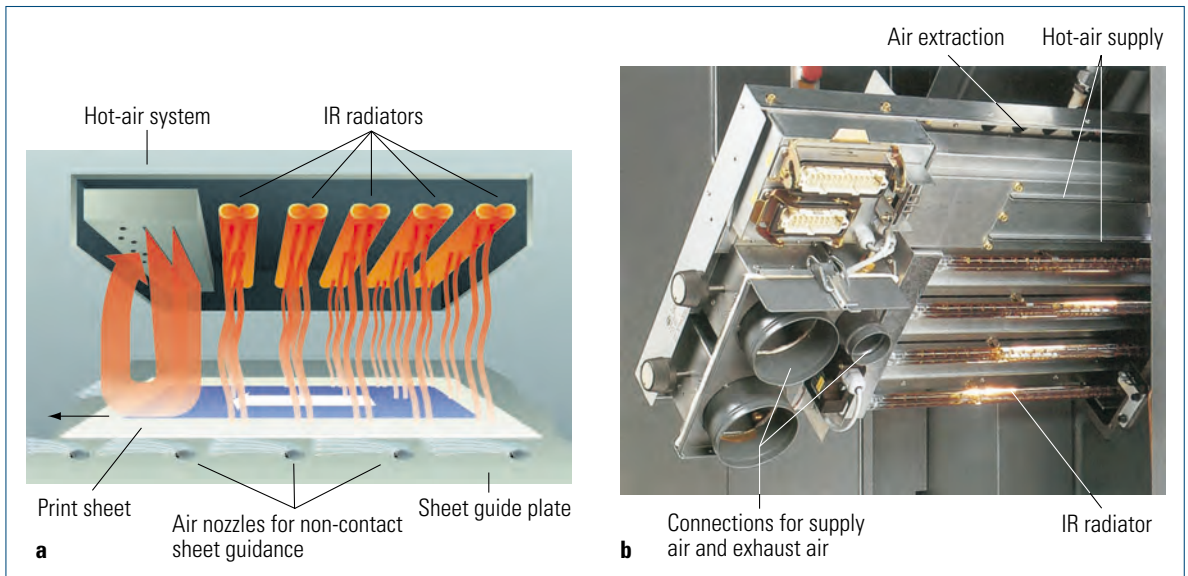 Hot-air system
IR radiators
Print sheet
Air nozzles for non-contact
sheet guidance
Sheet guide plate
a
Air extraction
Hot-air supply
Connections for supply
air and exhaust air
IR radiator
b